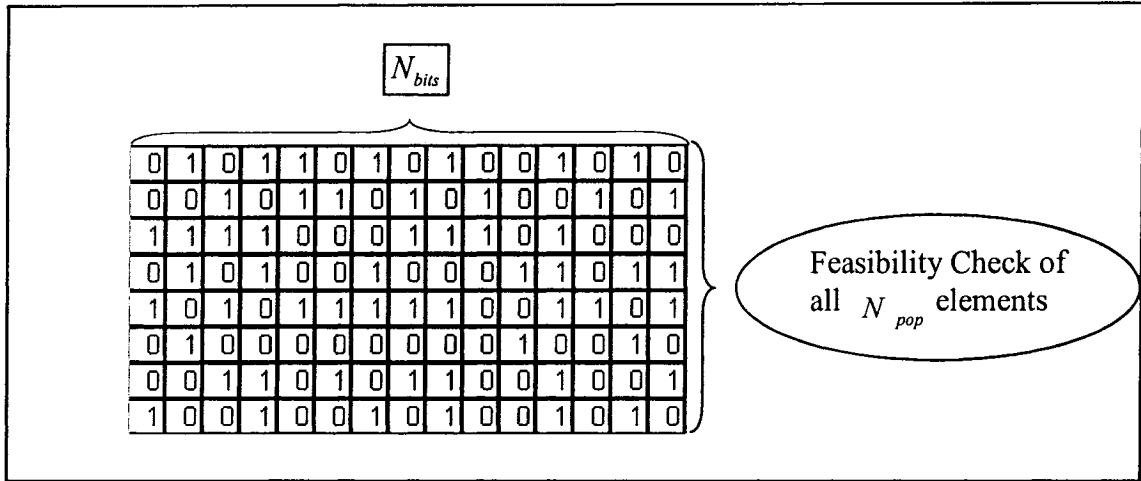 N bits
0 1 0 1 1 0 1 0 1 0 0 1 0 1 0
0 0 1 0 1 1 0 1 0 1 0 0 1 0 1
1 1 1 1 0 0 0 1 1 1 0 1 0 0 0
0 1 0 1 0 0 1 0 0 0 1 1 0 1 1
1 0 1 0 1 1 1 1 1 0 0 1 1 0 1
0 1 0 0 0 0 0 0 0 0 1 0 0 1 0
0 0 1 1 0 1 0 1 1 0 0 1 0 0 1
1 0 0 1 0 0 1 0 1 0 0 1 0 1 0
Feasibility Check of
all N pop elements